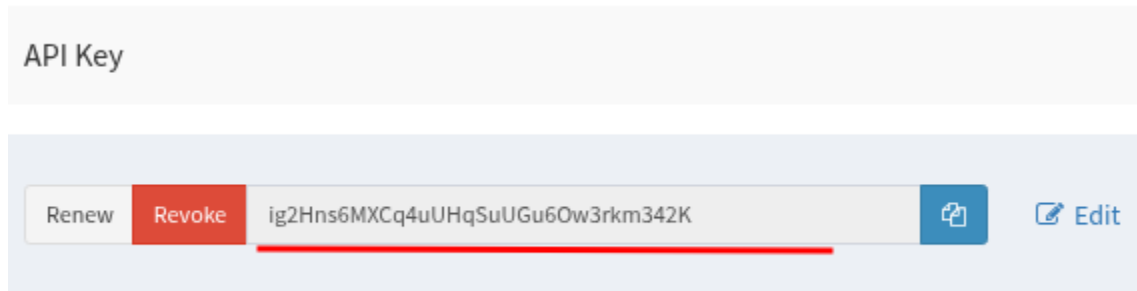 API Key
Renew Revoke ig2Hns6MXCq4uUHqSuUGu6Ow3rkm342K Edit